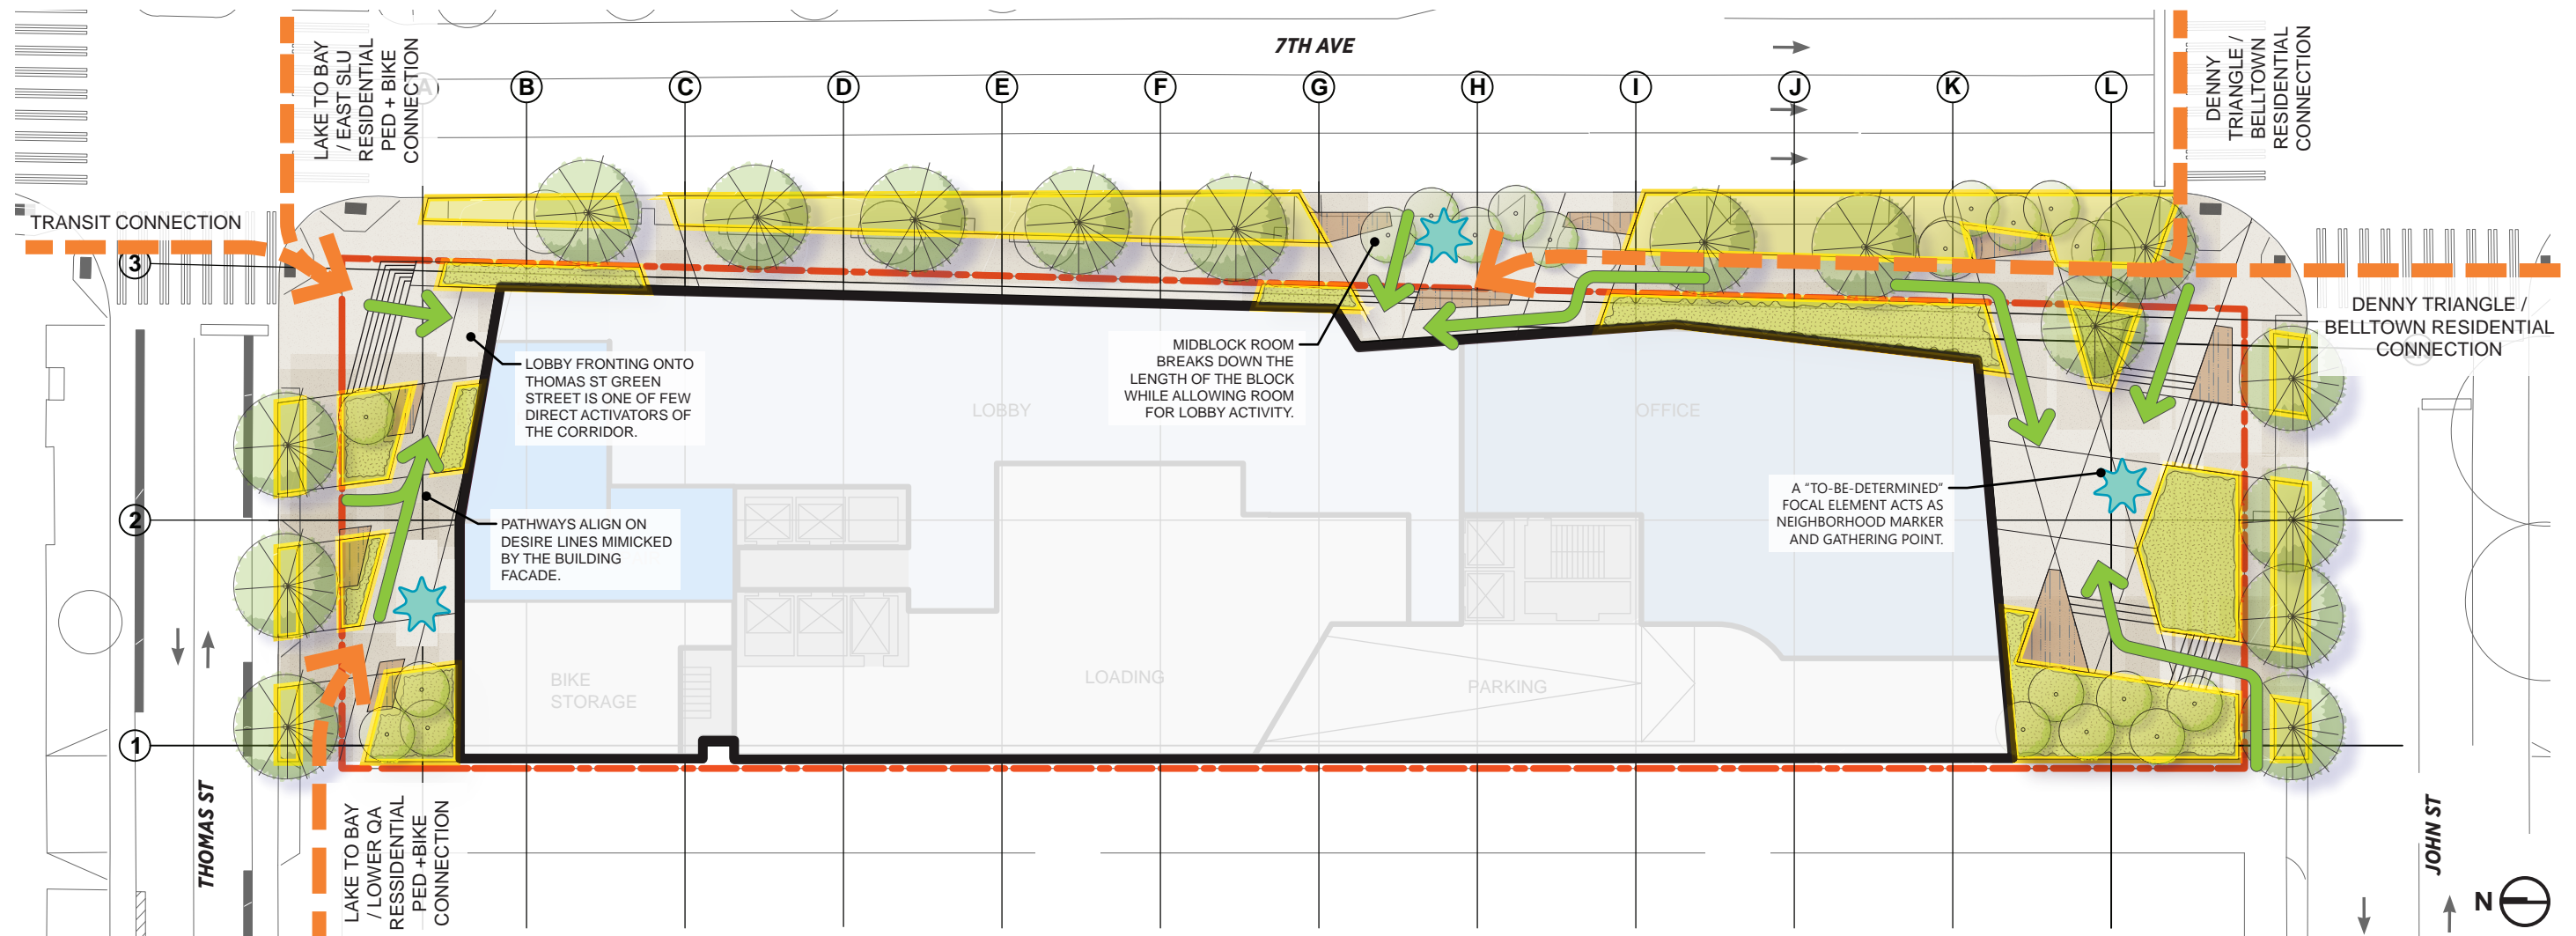 7TH AVE
LAKE TO BAY
/ EAST SLU
RESIDENTIAL
PED + BIKE
CONNECTION
DENNY
TRIANGLE /
BELLTOWN
RESIDENTIAL
CONNECTION
A
B
C
D
E
F
G
H
I
J
K
L
TRANSIT CONNECTION
3
DENNY TRIANGLE /
BELLTOWN RESIDENTIAL
CONNECTION
LOBBY FRONTING ONTO
THOMAS ST GREEN
STREET IS ONE OF FEW
DIRECT ACTIVATORS OF
THE CORRIDOR.
MIDBLOCK ROOM
BREAKS DOWN THE
LENGTH OF THE BLOCK
WHILE ALLOWING ROOM
FOR LOBBY ACTIVITY.
LOBBY
OFFICE
A "TO-BE-DETERMINED"
FOCAL ELEMENT ACTS AS
NEIGHBORHOOD MARKER
AND GATHERING POINT.
2
PATHWAYS ALIGN ON
DESIRE LINES MIMICKED
BY THE BUILDING
FACADE.
BIKE
STORAGE
LOADING
PARKING
1
THOMAS ST
LAKE TO BAY
/ LOWER QA
RESSIDENTIAL
PED +BIKE
CONNECTION
JOHN ST
N